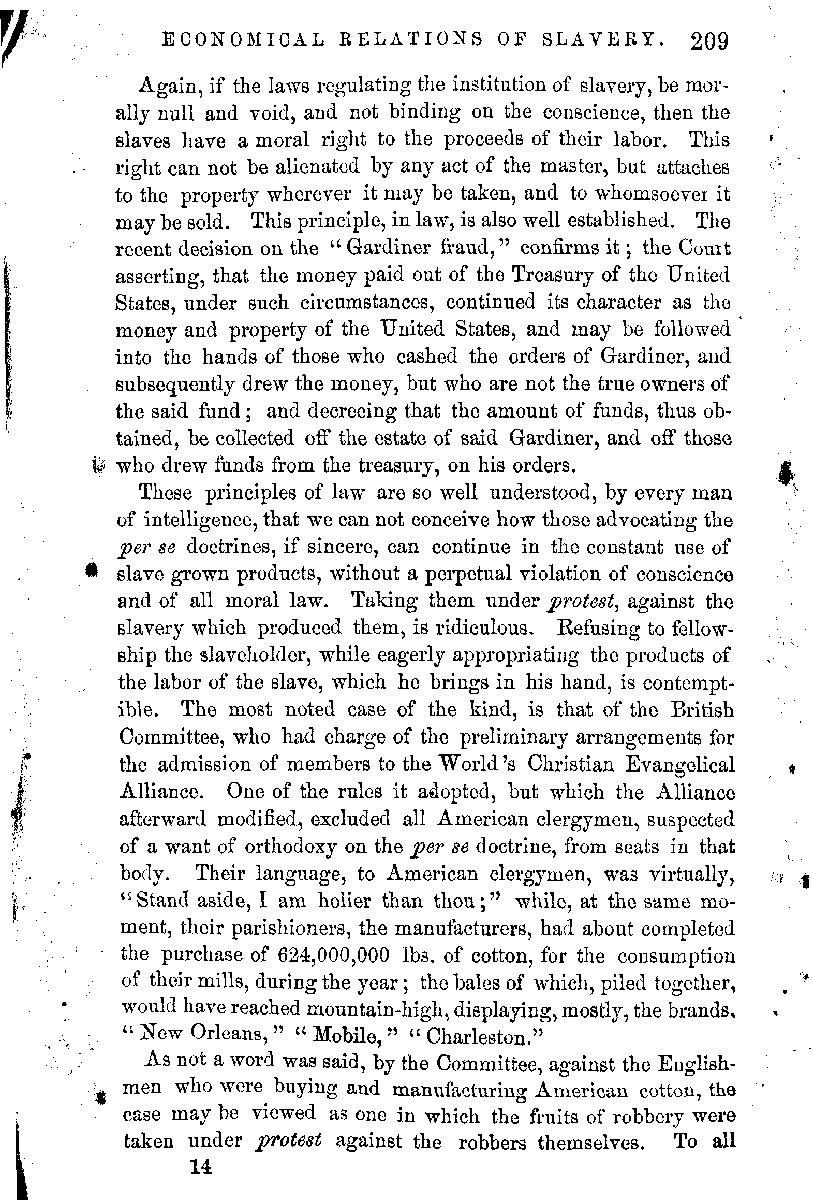 ECONOMICAL RELATIONS OF SLAVERY. 209
Again, if the laws regulating the institution of slavery, be mor-
ally null and void, and not binding on the conscience, then the
slaves have a moral right to the proceeds of their labor. This
right can not be alienated by any act of the master, but attaches
to the property wherever it may be taken, and to whomsoever it
may be sold. This principle, in law, is also well established. The
recent decision on the "Gardiner fraud," confirms it; the Court
asserting, that the money paid out of the Treasury of the United
States, under such circumstances, continued its character as the
money and property of the United States, and may be followed
into the hands of those who cashed the orders of Gardiner, and
subsequently drew the money, but who are not the true owners of
the said fund; and decreeing that the amount of funds, thus ob-
tained, be collected off the estate of said Gardiner, and off those
who drew funds from the treasury, on his orders.
These principles of law are so well understood, by every man
of intelligence, that we can not conceive how those advocating the
per se doctrines, if sincere, can continue in the constant use of
slave grown products, without a perpetual violation of conscience
and of all moral law. Taking them under protest, against the
slavery which produced them, is ridiculous. Refusing to fellow-
ship the slaveholder, while eagerly appropriating the products of
the labor of the slave, which he brings in his hand, is contempt-
ible. The most noted case of the kind, is that of the British
Committee, who had charge of the preliminary arrangements for
the admission of members to the World's Christian Evangelical
Alliance. One of the rules it adopted, but which the Alliance
afterward modified, excluded all American clergymen, suspected
of a want of orthodoxy on the per se doctrine, from seats in that
body. Their language, to American clergymen, was virtually,
"Stand aside, I am holier than thou;" while, at the same mo-
ment, their parishioners, the manufacturers, had about completed
the purchase of 624,000,000 lbs. of cotton, for the consumption
of their mills, during the year; the bales of which, piled together,
would have reached mountain-high, displaying, mostly, the brands,
"New Orleans," "Mobile," "Charleston."
As not a word was said, by the Committee, against the English-
men who were buying and manufacturing American cotton, the
case may be viewed as one in which the fruits of robbery were
taken under protest against the robbers themselves. To all
14